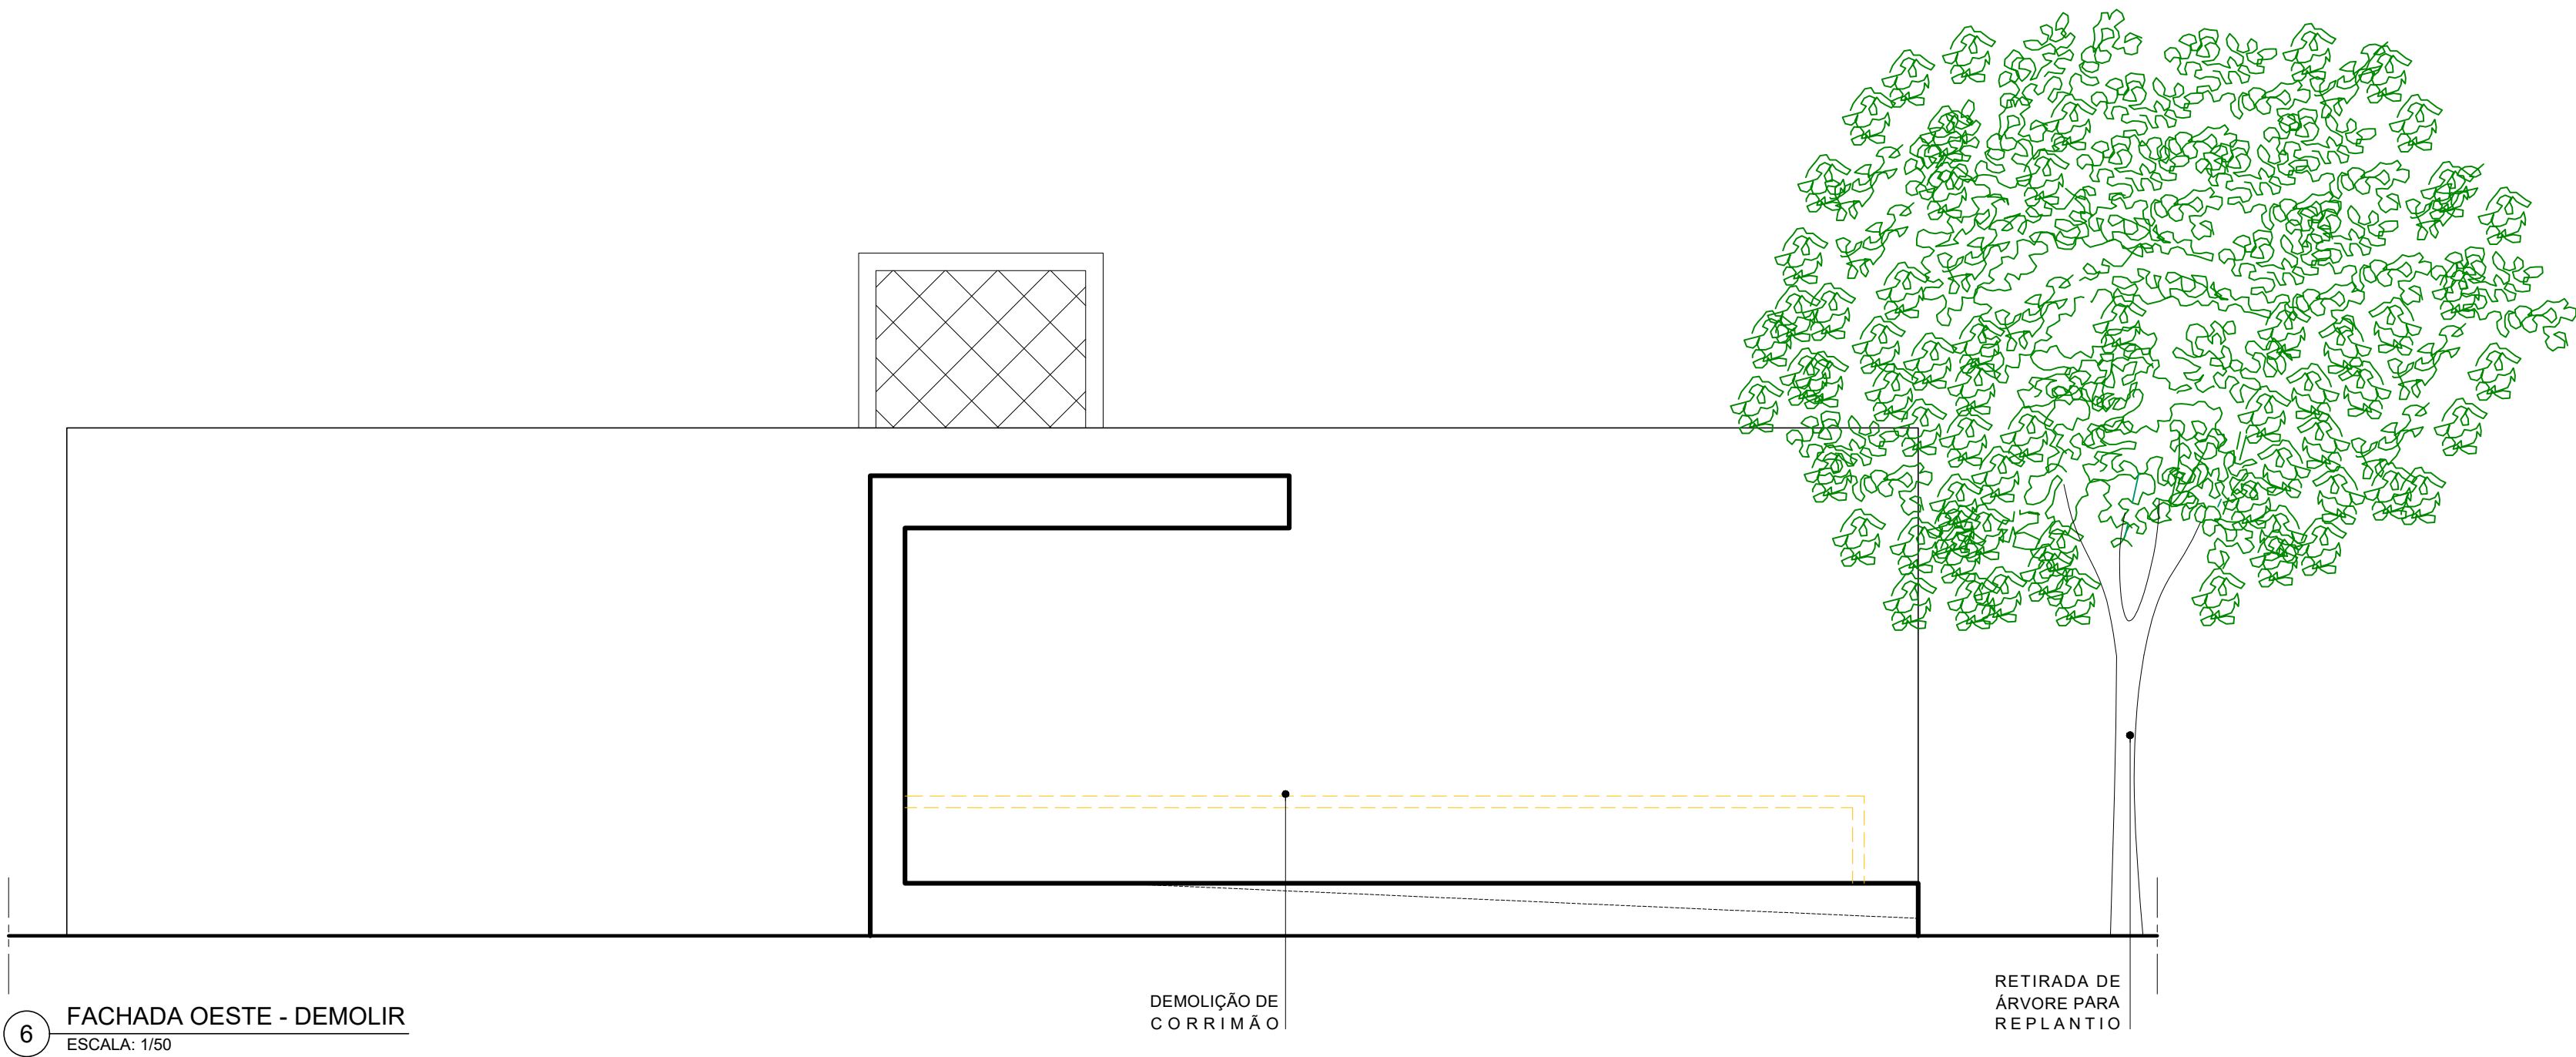 DEMOLIÇÃO DE
CORRIMÃO
RETIRADA DE
ÁRVORE PARA
REPLANTIO
6
FACHADA OESTE - DEMOLIR
ESCALA: 1/50